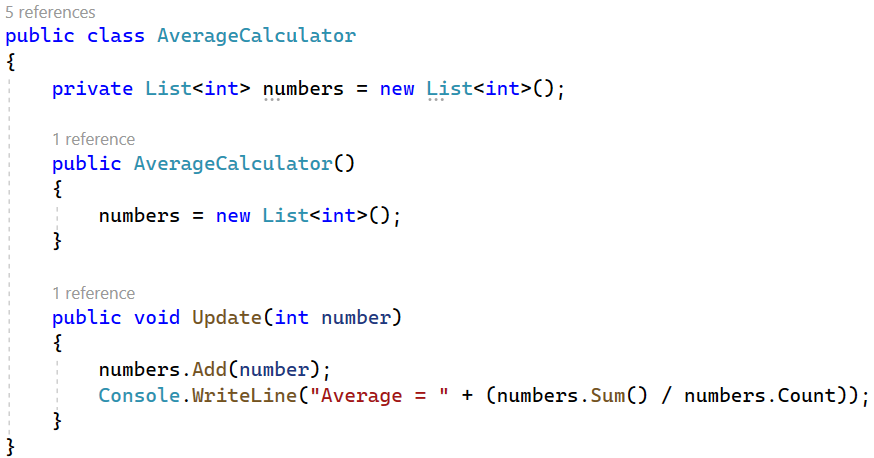 5 references
public class AverageCalculator
{
    private List<int> numbers = new List<int>();
    1 reference
    public AverageCalculator()
    {
        numbers = new List<int>();
    }
    1 reference
    public void Update(int number)
    {
        numbers.Add(number);
        Console.WriteLine("Average = " + (numbers.Sum() / numbers.Count));
    }
}